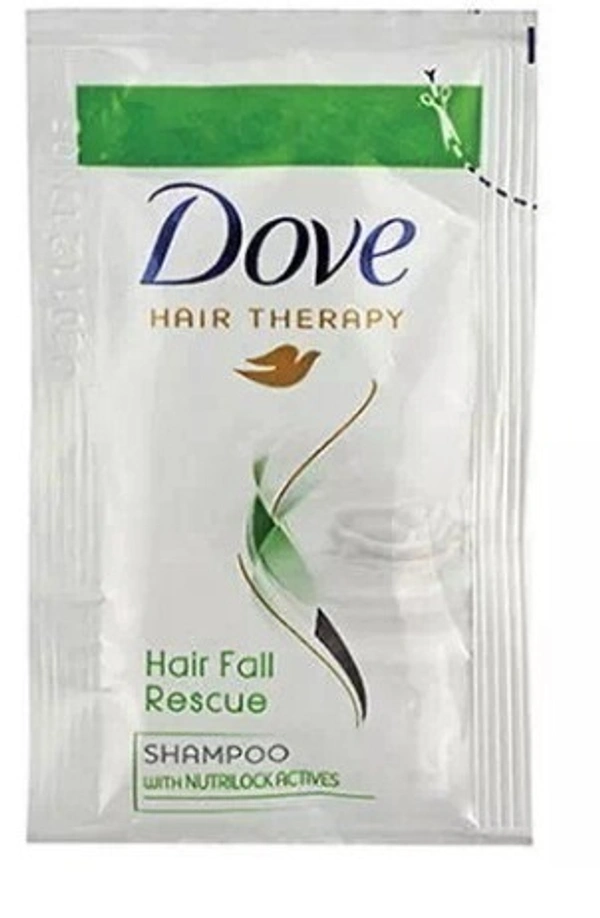 Dove
HAIR THERAPY
Hair Fall
Rescue
SHAMPOO
WITH NUTRILOCK ACTIVES